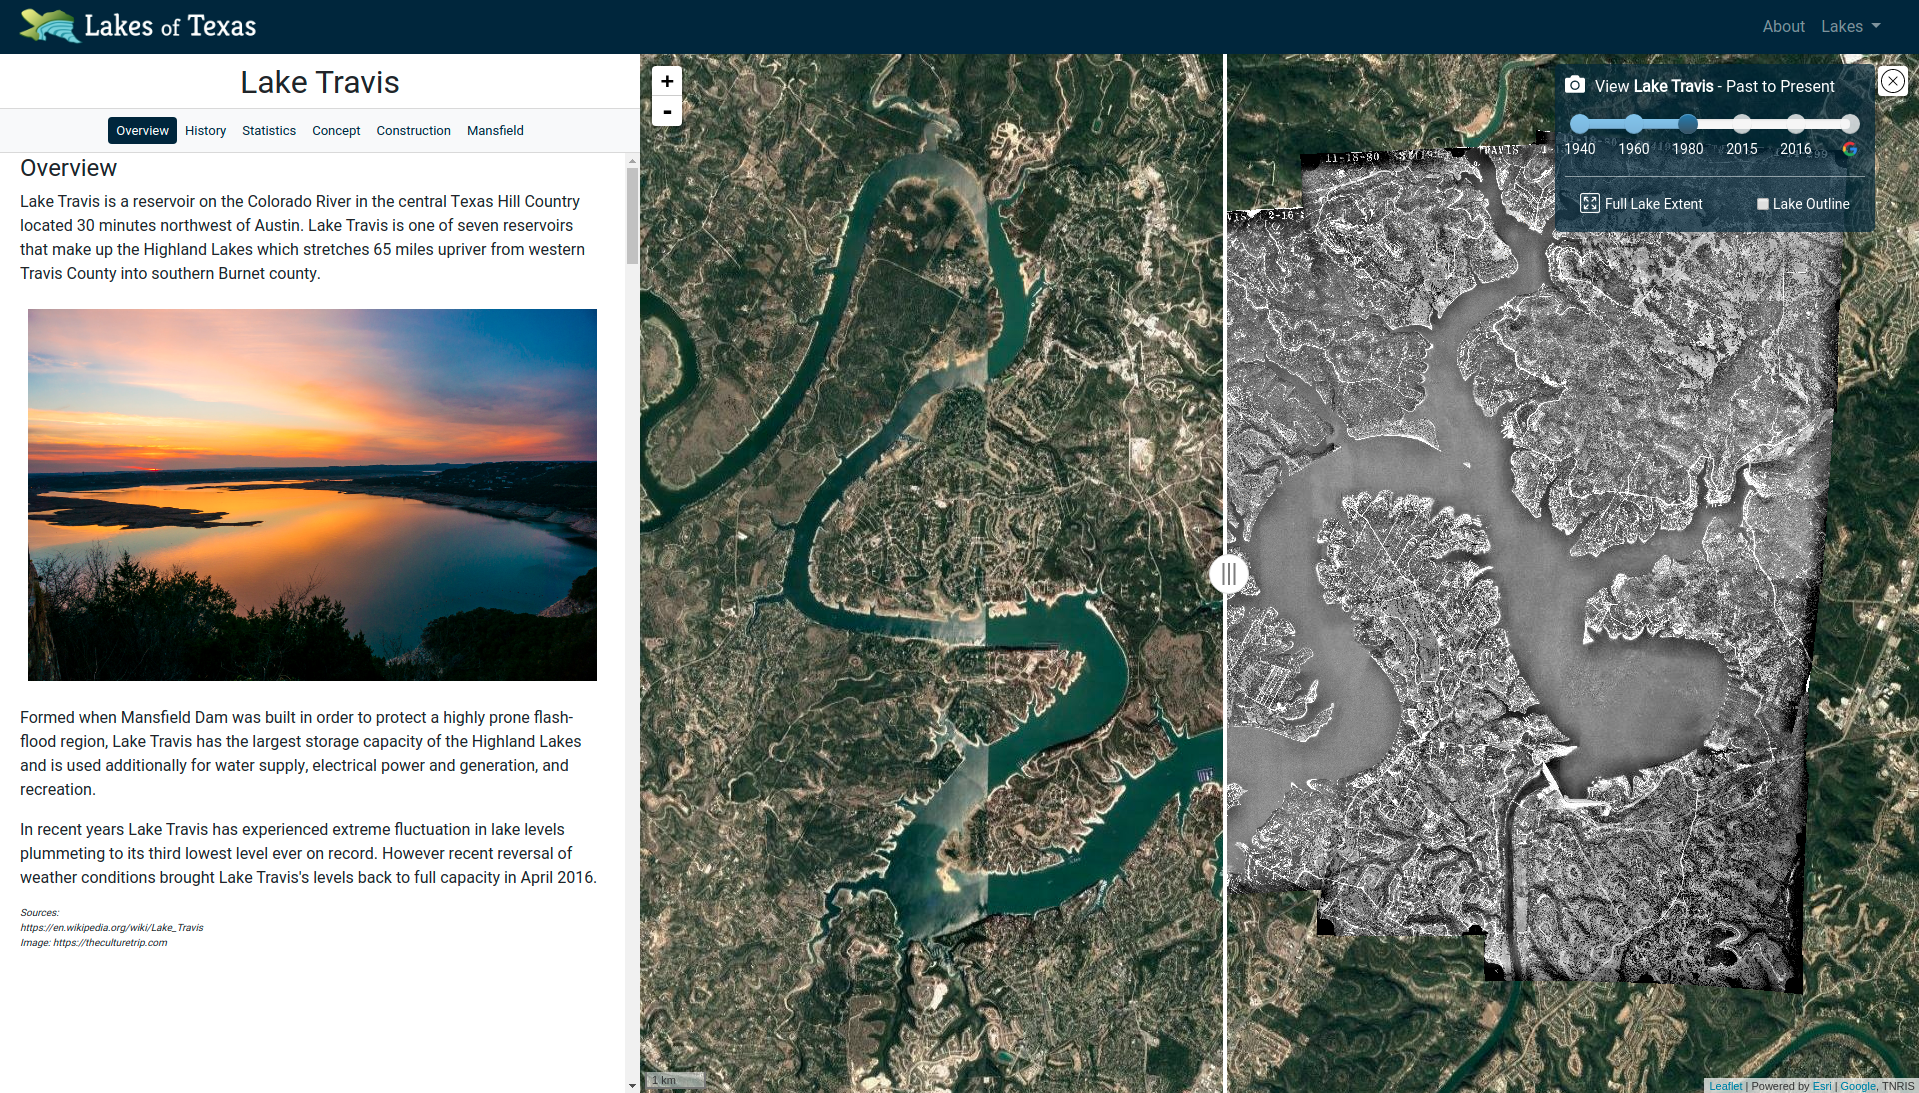 Lakes of Texas
About
Lakes
Lake Travis
Overview
History
Statistics
Concept
Construction
Mansfield
Overview
Lake Travis is a reservoir on the Colorado River in the central Texas Hill Country
located 30 minutes northwest of Austin. Lake Travis is one of seven reservoirs
that make up the Highland Lakes which stretches 65 miles upriver from western
Travis County into southern Burnet county.
Formed when Mansfield Dam was built in order to protect a highly prone flash-
flood region, Lake Travis has the largest storage capacity of the Highland Lakes
and is used additionally for water supply, electrical power and generation, and
recreation.
In recent years Lake Travis has experienced extreme fluctuation in lake levels
plummeting to its third lowest level ever on record. However recent reversal of
weather conditions brought Lake Travis's levels back to full capacity in April 2016.
Sources:
https://en.wikipedia.org/wiki/Lake_Travis
Image: https://theculturetrip.com
+
-
1 km
View Lake Travis - Past to Present
1940
1960
1980
2015
2016
Full Lake Extent
Lake Outline
11-18-80
TRAVIS
Leaflet | Powered by Esri | Google, TNRIS